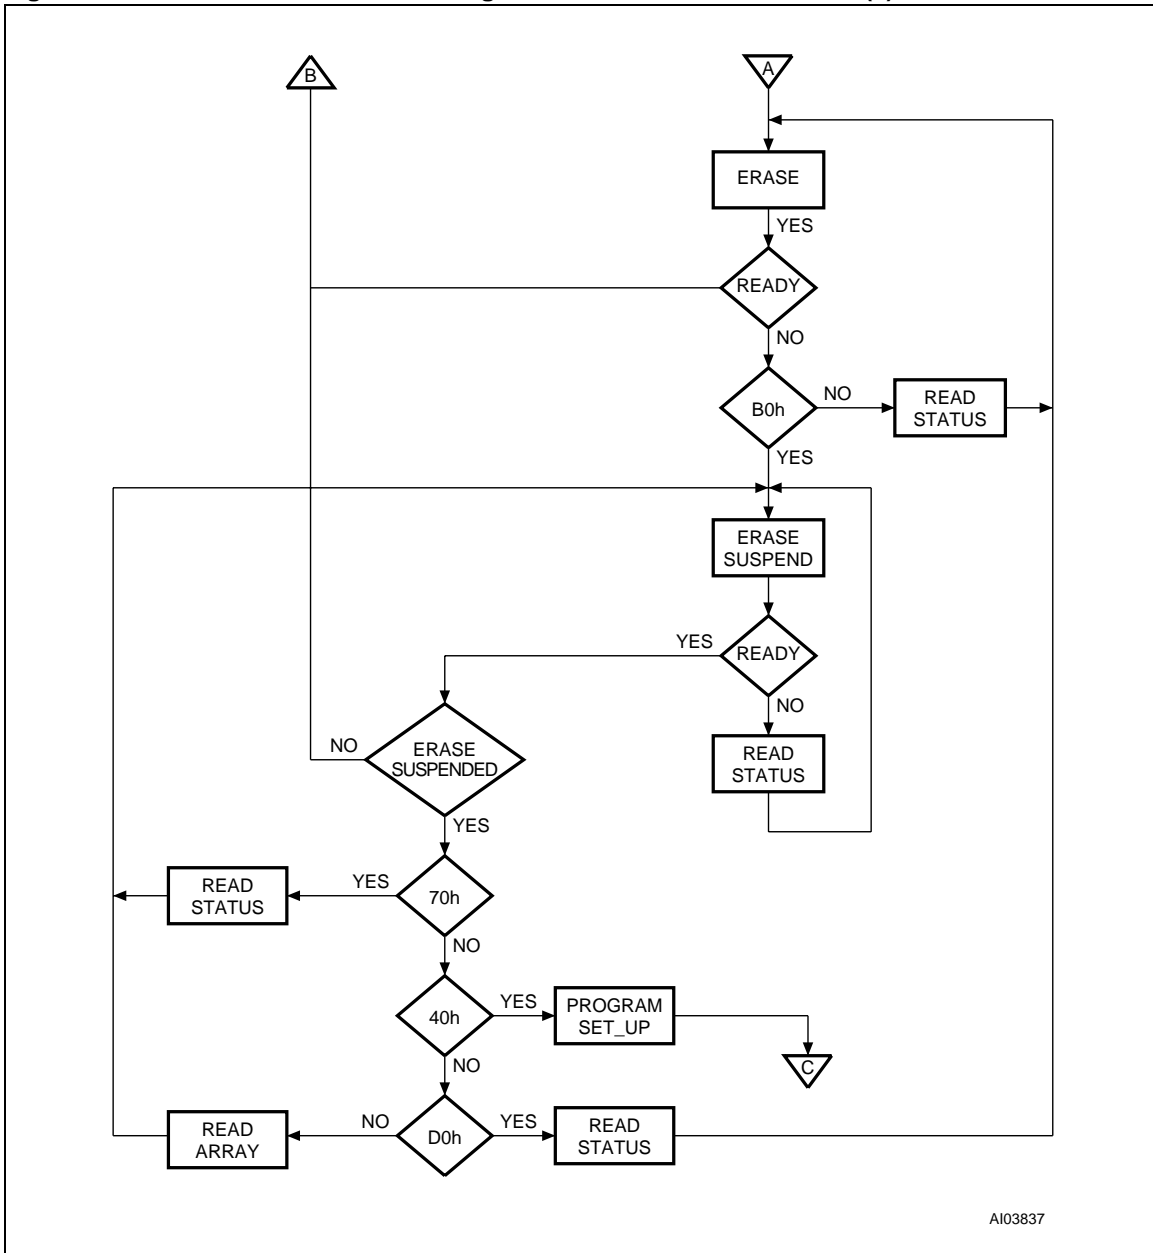 B
A
ERASE
YES
READY
NO
B0h
NO
READ
STATUS
YES
ERASE
SUSPEND
YES
READY
NO
NO
ERASE
SUSPENDED
READ
STATUS
YES
READ
STATUS
YES
70h
NO
40h
YES
PROGRAM
SET_UP
NO
C
READ
ARRAY
NO
D0h
YES
READ
STATUS
AI03837